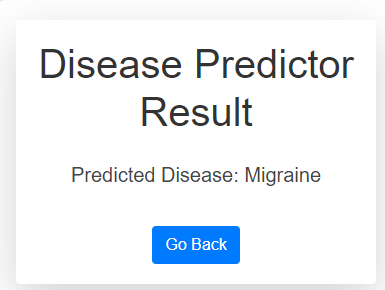 Disease Predictor
Result
Predicted Disease: Migraine
Go Back